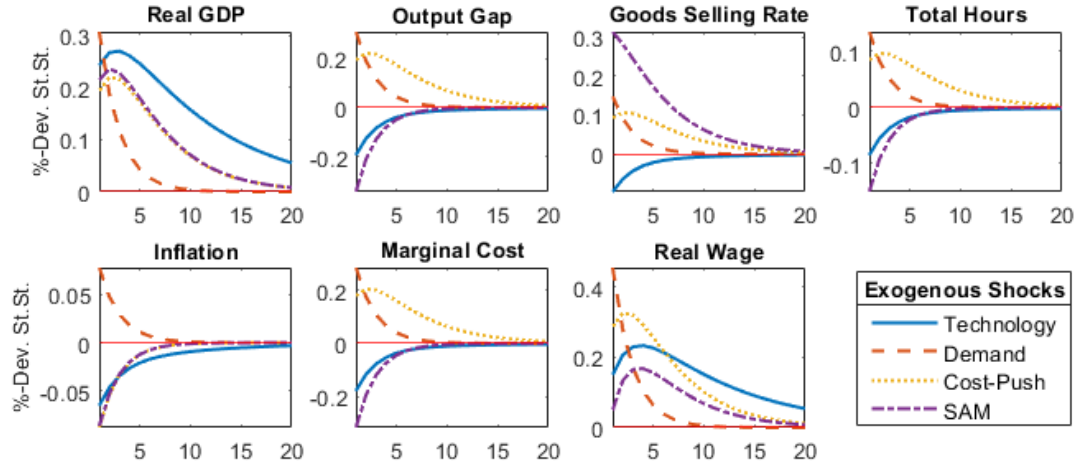 Real GDP
Output Gap
Goods Selling Rate
Total Hours
%-Dev. St.St.
0.3
0.2
0.1
0
5 10 15 20
0.2
0
-0.2
5 10 15 20
0.3
0.2
0.1
0
5 10 15 20
0.1
0
-0.1
5 10 15 20
Inflation
Marginal Cost
Real Wage
%-Dev. St.St.
0.05
0
-0.05
5 10 15 20
0.2
0
-0.2
5 10 15 20
0.4
0.2
0
5 10 15 20
Exogenous Shocks
Technology
Demand
Cost-Push
SAM